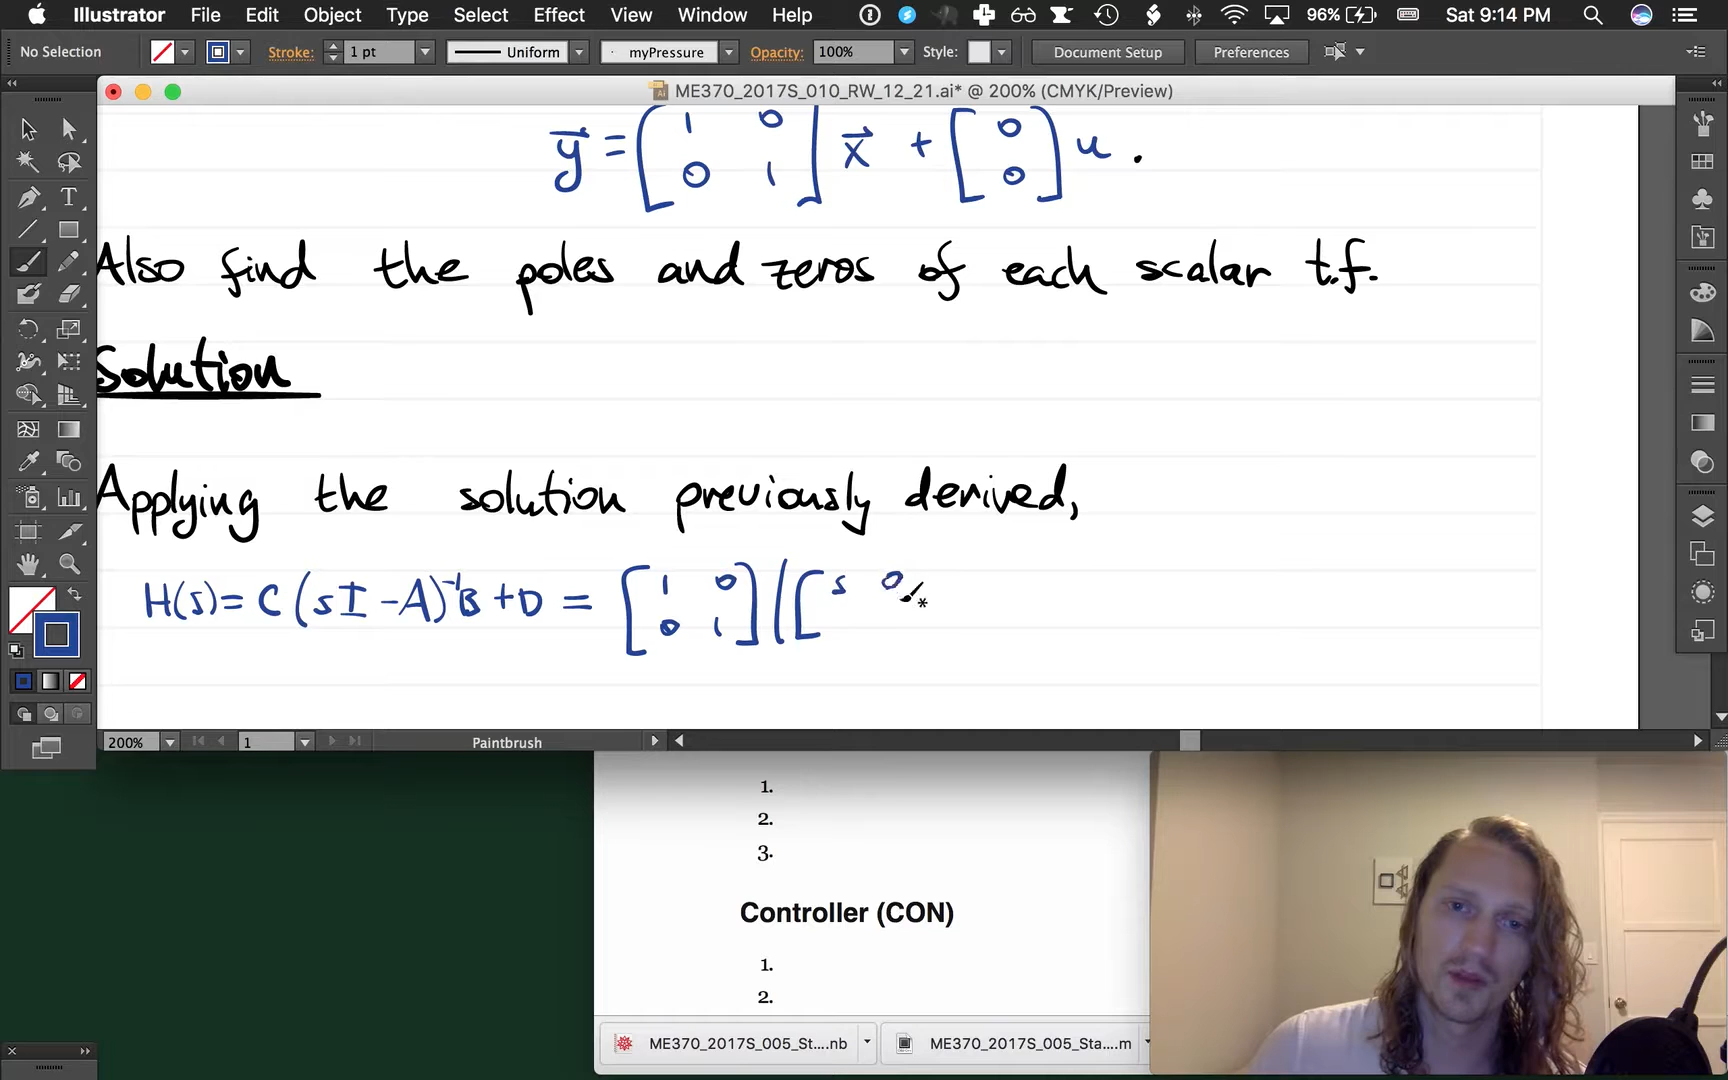 Illustrator File Edit Object Type Select Effect View Window Help 96% Sat 9:14 PM
No Selection Stroke: 1 pt Uniform myPressure Opacity: 100% Style: Document Setup Preferences
ME370_2017S_010_RW_12_21.ai* @ 200% (CMYK/Preview)
y = [ 1 0 0 1 ] x + [ 0 0 ] u .
Also find the poles and zeros of each scalar t.f.
Solution
Applying the solution previously derived,
H(s) = C (sI - A)^-1 B + D = [ 1 0 0 1 ] ( [ s 0
200% 1 Paintbrush
1.
2.
3.
Controller (CON)
1.
2.
ME370_2017S_005_St....nb ME370_2017S_005_Sta....m